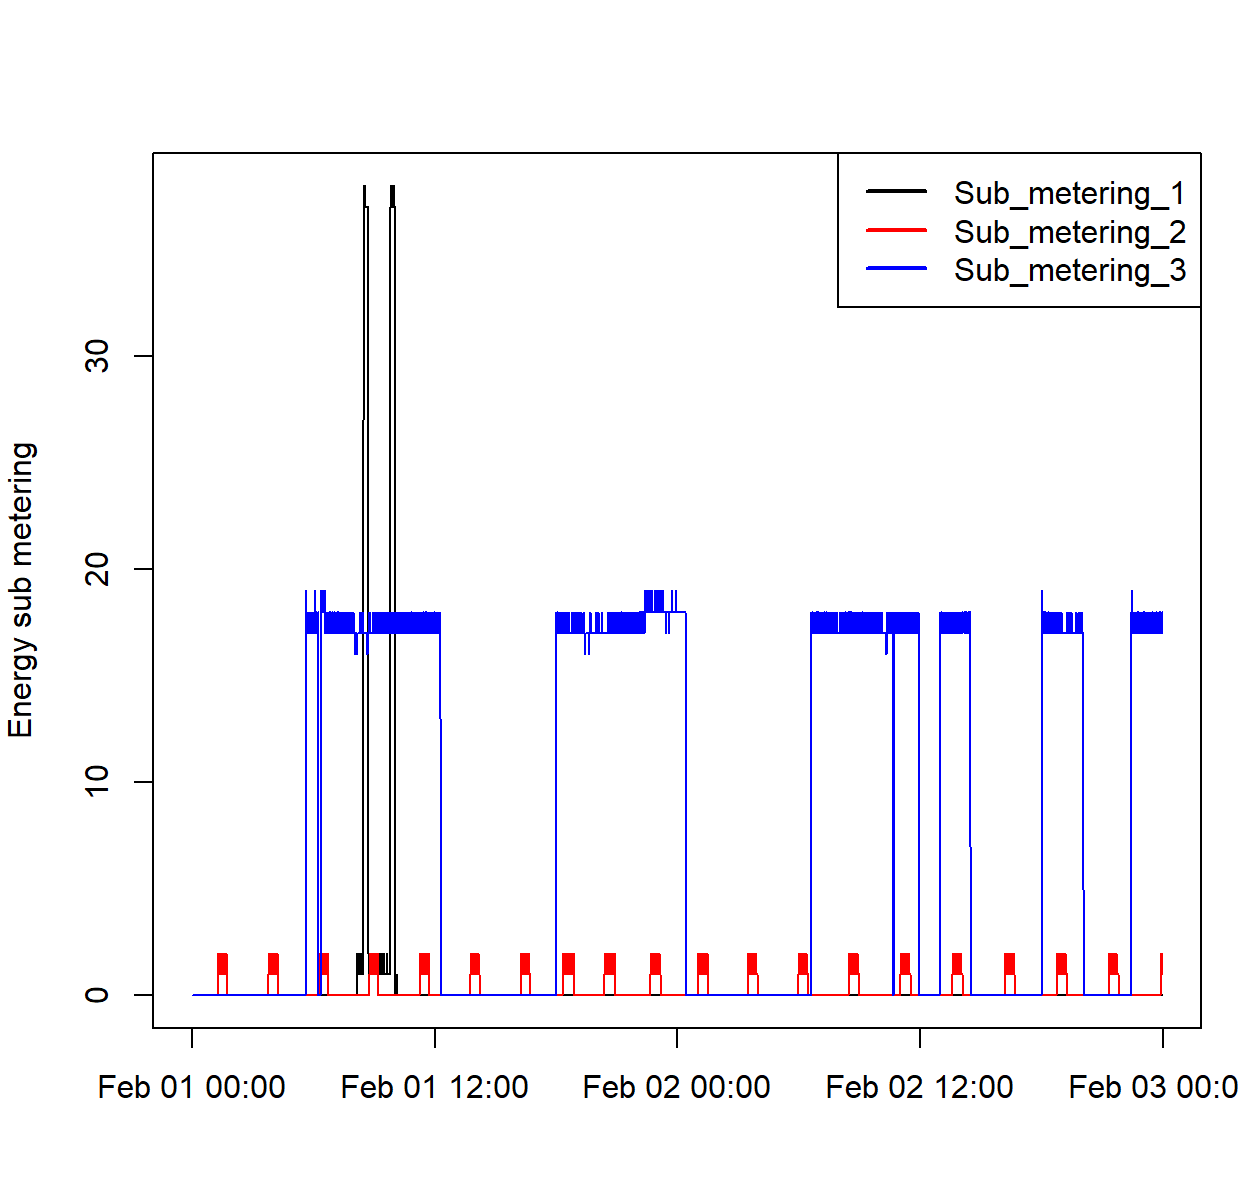 Sub_metering_1
Sub_metering_2
Sub_metering_3
Energy sub metering
30
20
10
0
Feb 01 00:00 Feb 01 12:00 Feb 02 00:00 Feb 02 12:00 Feb 03 00:0